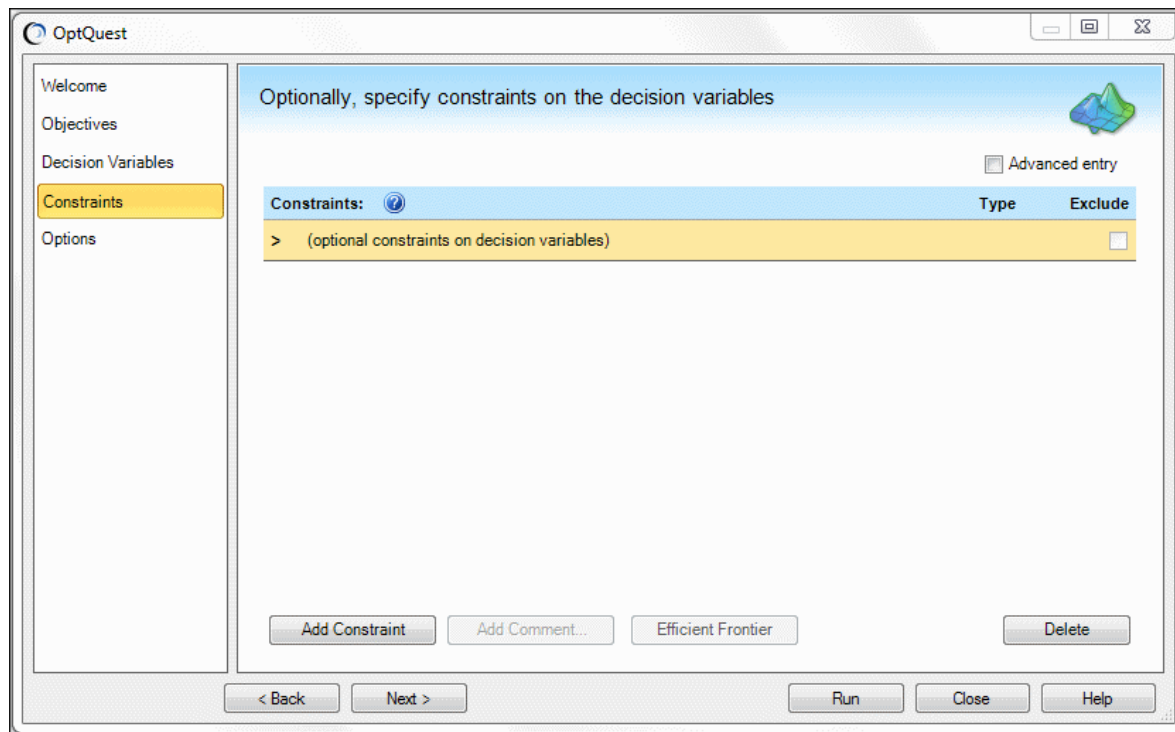 OptQuest
Welcome
Objectives
Decision Variables
Constraints
Options
Optionally, specify constraints on the decision variables
Advanced entry
Constraints: Type Exclude
> (optional constraints on decision variables)
Add Constraint Add Comment... Efficient Frontier Delete
< Back Next > Run Close Help